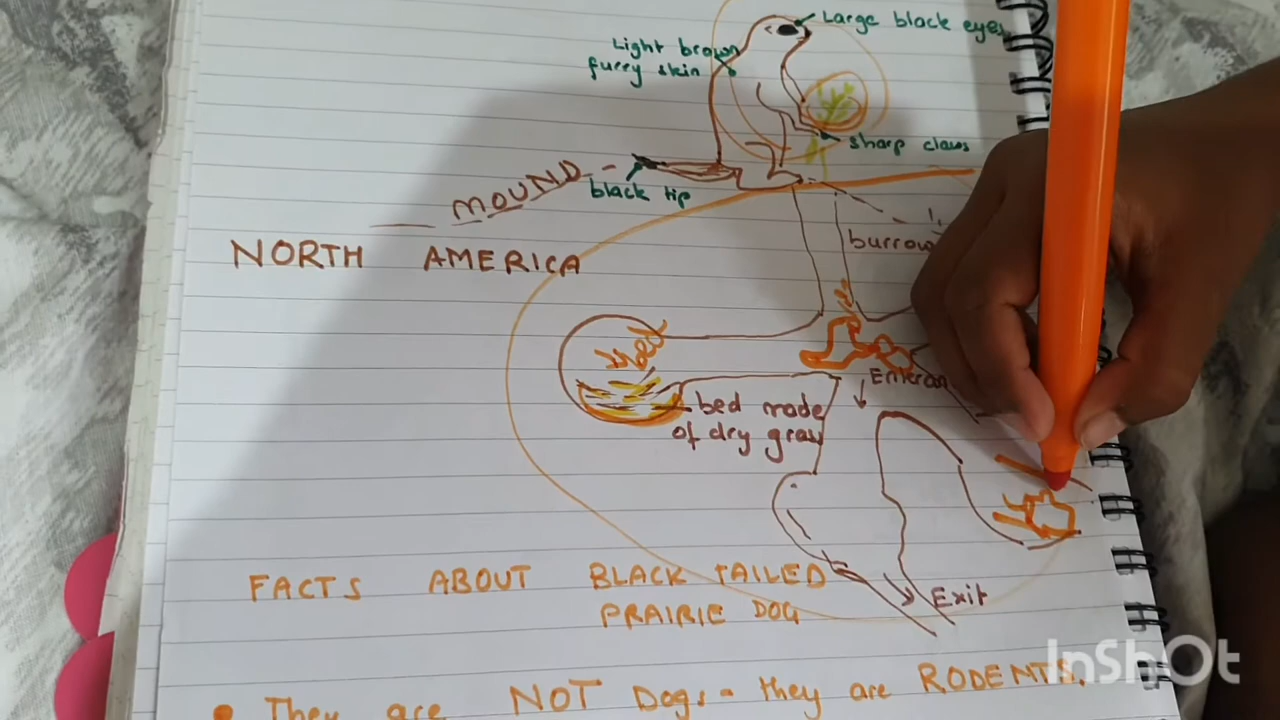 Large black eyes
Light brown
furry skin
sharp claws
MOUND
black tip
burrow
NORTH AMERICA
bed made
of dry grass
Exit
FACTS ABOUT BLACK TAILED
PRAIRIE DOG
• They are NOT Dogs - they are RODENTS.
InShOt